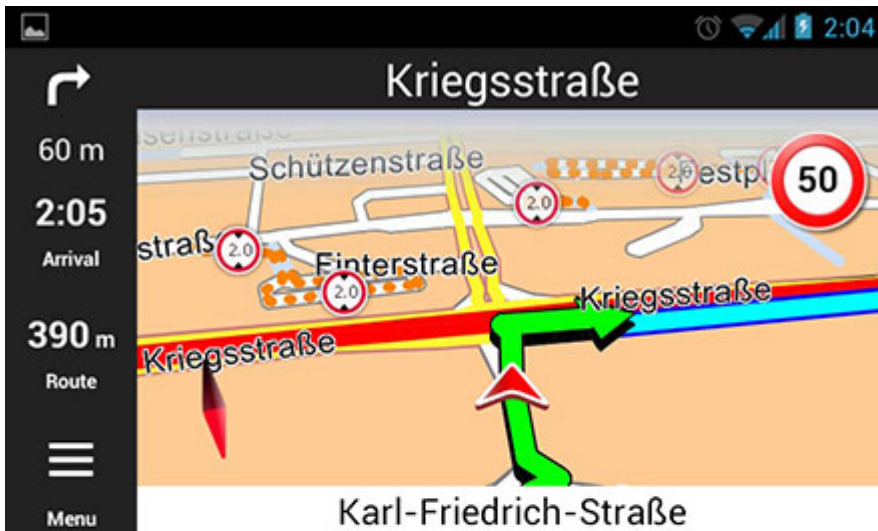 2:04
Kriegsstraße
60 m
2:05
Arrival
390 m
Route
Menu
Schützenstraße
50
2.0
2.0
straße
2.0
2.0
Kriegsstraße
Kriegsstraße
Karl-Friedrich-Straße